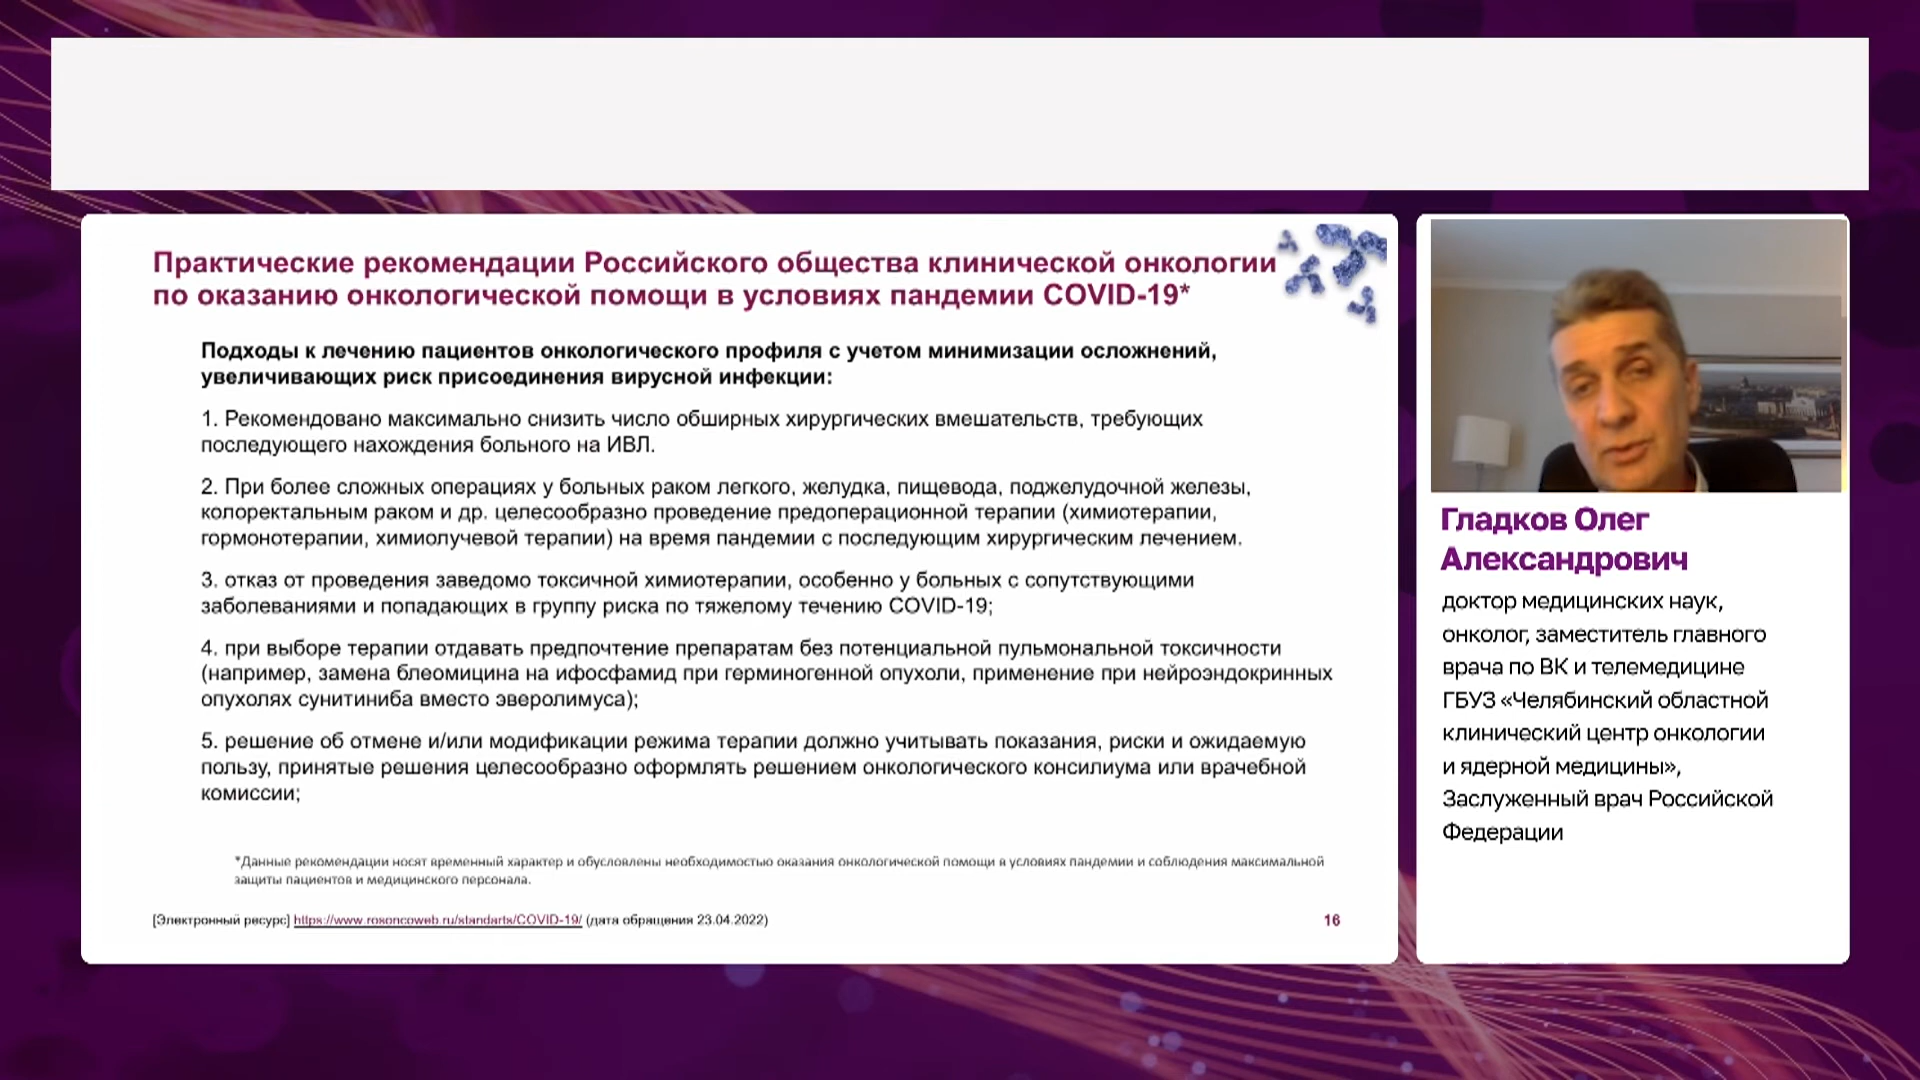 Практические рекомендации Российского общества клинической онкологии
по оказанию онкологической помощи в условиях пандемии COVID-19*
Подходы к лечению пациентов онкологического профиля с учетом минимизации осложнений,
увеличивающих риск присоединения вирусной инфекции:
1. Рекомендовано максимально снизить число обширных хирургических вмешательств, требующих
последующего нахождения больного на ИВЛ.
2. При более сложных операциях у больных раком легкого, желудка, пищевода, поджелудочной железы,
колоректальным раком и др. целесообразно проведение предоперационной терапии (химиотерапии,
гормонотерапии, химиолучевой терапии) на время пандемии с последующим хирургическим лечением.
3. отказ от проведения заведомо токсичной химиотерапии, особенно у больных с сопутствующими
заболеваниями и попадающих в группу риска по тяжелому течению COVID-19;
4. при выборе терапии отдавать предпочтение препаратам без потенциальной пульмональной токсичности
(например, замена блеомицина на ифосфамид при герминогенной опухоли, применение при нейроэндокринных
опухолях сунитиниба вместо эверолимуса);
5. решение об отмене и/или модификации режима терапии должно учитывать показания, риски и ожидаемую
пользу, принятые решения целесообразно оформлять решением онкологического консилиума или врачебной
комиссии;
*Данные рекомендации носят временный характер и обусловлены необходимостью оказания онкологической помощи в условиях пандемии и соблюдения максимальной
защиты пациентов и медицинского персонала.
[Электронный ресурс] https://www.rosoncoweb.ru/standarts/COVID-19/ (дата обращения 23.04.2022)
16
Гладков Олег
Александрович
доктор медицинских наук,
онколог, заместитель главного
врача по ВК и телемедицине
ГБУЗ «Челябинский областной
клинический центр онкологии
и ядерной медицины»,
Заслуженный врач Российской
Федерации